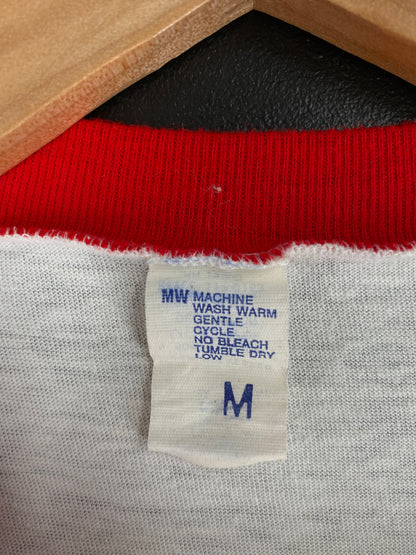 MW MACHINE
WASH WARM
GENTLE
CYCLE
NO BLEACH
TUMBLE DRY
LOW
M